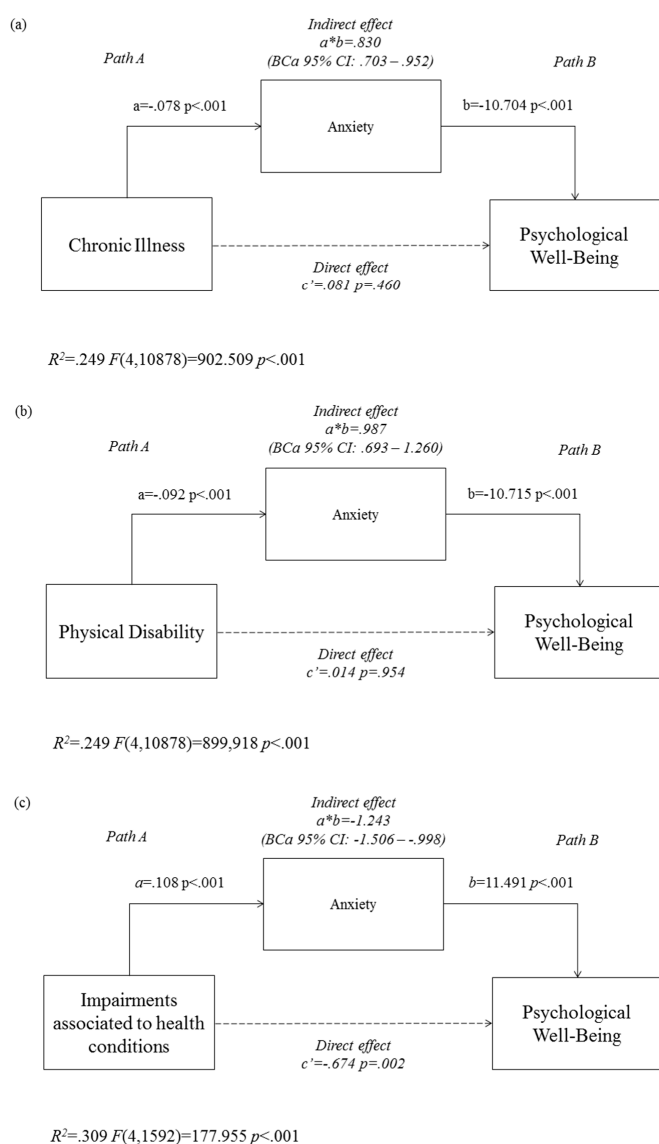 (a)
Indirect effect
a*b=.830
(BCa 95% CI: .703 – .952)
Path A
Path B
a=-.078 p<.001
Anxiety
b=-10.704 p<.001
Chronic Illness
Psychological
Well-Being
Direct effect
c’=.081 p=.460
R²=.249 F(4,10878)=902.509 p<.001
(b)
Indirect effect
a*b=.987
(BCa 95% CI: .693 – 1.260)
Path A
Path B
a=-.092 p<.001
Anxiety
b=-10.715 p<.001
Physical Disability
Psychological
Well-Being
Direct effect
c’=.014 p=.954
R²=.249 F(4,10878)=899,918 p<.001
(c)
Indirect effect
a*b=-1.243
(BCa 95% CI: -1.506 – -.998)
Path A
Path B
a=.108 p<.001
Anxiety
b=11.491 p<.001
Impairments
associated to health
conditions
Psychological
Well-Being
Direct effect
c’=-.674 p=.002
R²=.309 F(4,1592)=177.955 p<.001